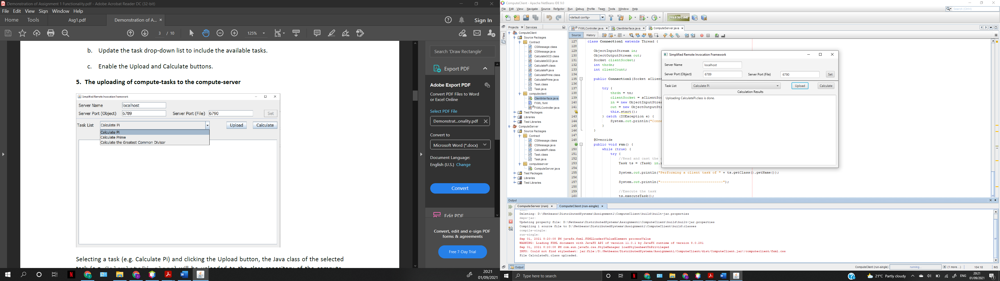 Demonstration of Assignment 1 Functionality.pdf - Adobe Acrobat Reader DC (32-bit)
File Edit View Sign Window Help
Home Tools Asg1.pdf Demonstration of A... × Sign In
3 / 10 125%
b. Update the task drop-down list to include the available tasks.
c. Enable the Upload and Calculate buttons.
5. The uploading of compute-tasks to the compute-server
Simplified Remote Invocation Framework
Server Name localhost
Server Port (Object) 6789 Server Port (File) 6790 Set
Task List Calculate Pi Upload Calculate
Calculate Pi
Calculate Prime
Calculate the Greatest Common Divisor
Selecting a task (e.g. Calculate Pi) and clicking the Upload button, the Java class of the selected
task (e.g. CalculatePi.class) will be uploaded to the class repository of the compute-
Search 'Draw Rectangle'
Export PDF
Adobe Export PDF
Convert PDF Files to Word
or Excel Online
Select PDF File
Demonstrat...onality.pdf
Convert to
Microsoft Word (*.docx)
Document Language:
English (U.S.) Change
Convert
Edit PDF
Convert, edit and e-sign PDF
forms & agreements
Free 7-Day Trial
20:21
01/09/2021
ComputeClient - Apache NetBeans IDE 9.0
File Edit View Navigate Source Refactor Run Debug Profile Team Tools Window Help
Search (Ctrl+I)
<default config>
Projects Services
Files
ComputeClient
Source Packages
Contract
CSMessage.class
CSMessage.java
CalculateGCD.class
CalculateGCD.java
CalculatePi.class
CalculatePi.java
CalculatePrime.class
CalculatePrime.java
Task.class
Task.java
computeclient
ClientInterface.java
FXML.fxml
FXMLController.java
Test Packages
Libraries
Test Libraries
ComputeServer
Source Packages
Contract
CSMessage.class
CSMessage.java
CalculatePi.class
Task.class
Task.java
computeserver
ComputeServer.java
Test Packages
Libraries
Test Libraries
FXMLController.java ClientInterface.java ComputeServer.java
Source History
127 class Connection1 extends Thread {
128
129 ObjectInputStream in;
130 ObjectOutputStream out;
131 Socket clientSocket;
132 int thrdn;
133 int clientCount;
134
135 public Connection1(Socket aClient
136
137 try {
138 thrdn = tn;
139 clientSocket = aClientSoc
140 in = new ObjectInputStrea
141 out = new ObjectOutputStr
this.start();
143 } catch (IOException e) {
144 System.out.println("Conne
145 }
146 }
147
148 @Override
public void run() {
150 while (true) {
151 try {
152 //Read and cast the
153 Task ts = (Task) in.r
154
155 System.out.println("Performing a client task of " + ts.getClass().getName());
156
157 System.out.println("------------------------------");
158
159 //Execute the task
160 ts.executeTask();
Simplified Remote Invocation Framework
Server Name localhost
Server Port (Object) 6789 Server Port (File) 6790 Set
Task List Calculate Pi Upload Calculate
Calculation Results
Uploading CalculatePi.class is done.
Output
ComputeServer (run) × ComputeClient (run-single) ×
Deleting: D:\Netbeans\DistributedSystems\Assignment1\ComputeClient\build\built-jar.properties
deps-jar:
Updating property file: D:\Netbeans\DistributedSystems\Assignment1\ComputeClient\build\built-jar.properties
Compiling 1 source file to D:\Netbeans\DistributedSystems\Assignment1\ComputeClient\build\classes
compile-single:
run-single:
Sep 01, 2021 8:20:00 PM javafx.fxml.FXMLLoader$ValueElement processValue
WARNING: Loading FXML document with JavaFX API of version 11.0.1 by JavaFX runtime of version 8.0.281
Sep 01, 2021 8:20:08 PM com.sun.javafx.css.StyleManager loadStylesheetUnPrivileged
INFO: Could not find stylesheet: jar:file:/D:/Netbeans/DistributedSystems/Assignment1/ComputeClient/dist/ComputeClient.jar!/computeclient/fxml.css
File CalculatePi.class uploaded.
Output
ComputeClient (run-single) running... (1 more...) 104:18 INS
Type here to search
21°C Partly cloudy ENG
20:21
01/09/2021